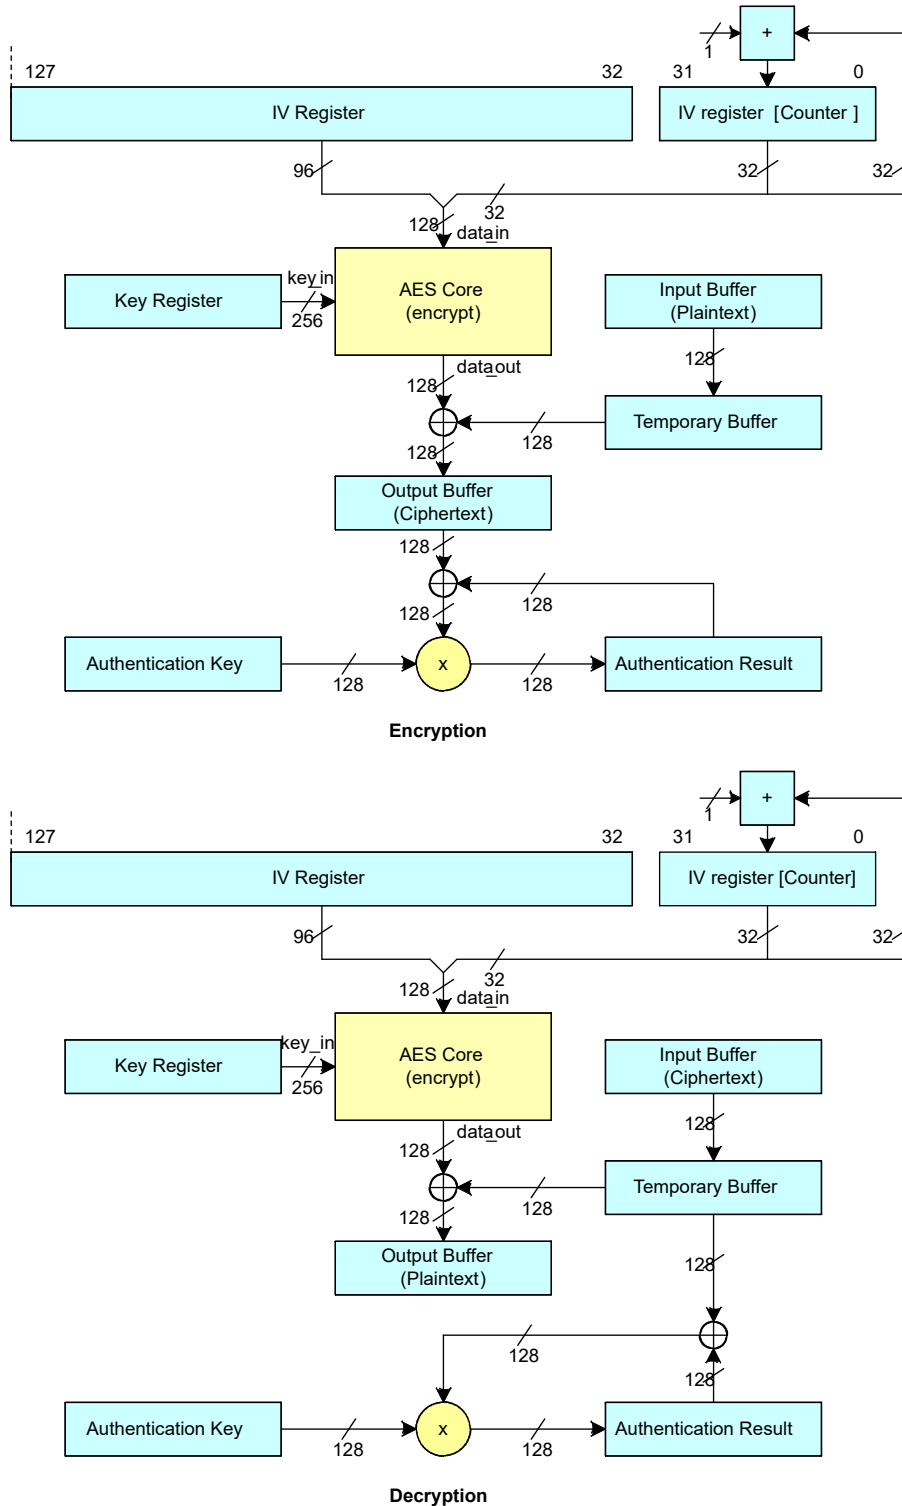 +
1
127
32
31
0
IV Register
IV register [Counter ]
96
32
32
32
128
data_in
key_in
256
Key Register
AES Core
(encrypt)
Input Buffer
(Plaintext)
data_out
128
128
128
128
Temporary Buffer
Output Buffer
(Ciphertext)
128
128
128
Authentication Key
128
x
128
Authentication Result
Encryption
+
1
127
32
31
0
IV Register
IV register [Counter]
96
32
32
32
128
data_in
key_in
256
Key Register
AES Core
(encrypt)
Input Buffer
(Ciphertext)
data_out
128
128
128
128
Temporary Buffer
Output Buffer
(Plaintext)
128
128
128
Authentication Key
128
x
128
Authentication Result
Decryption